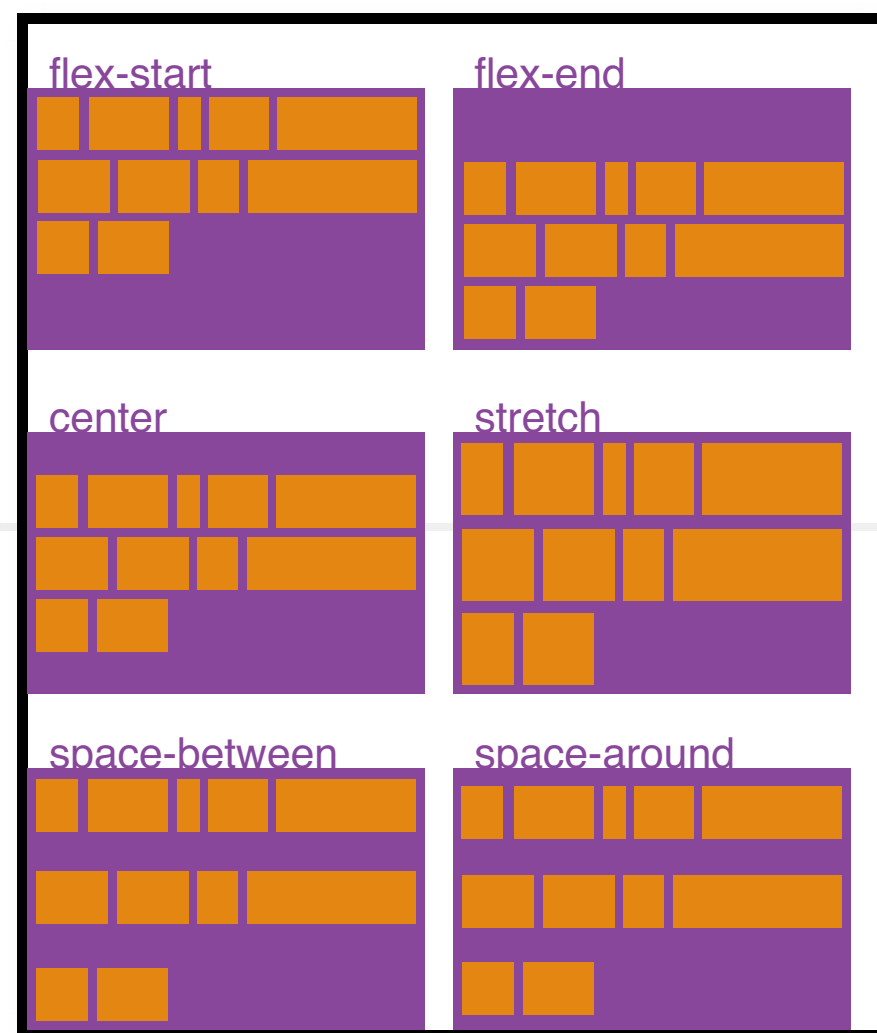 flex-start
flex-end
center
stretch
space-between
space-around